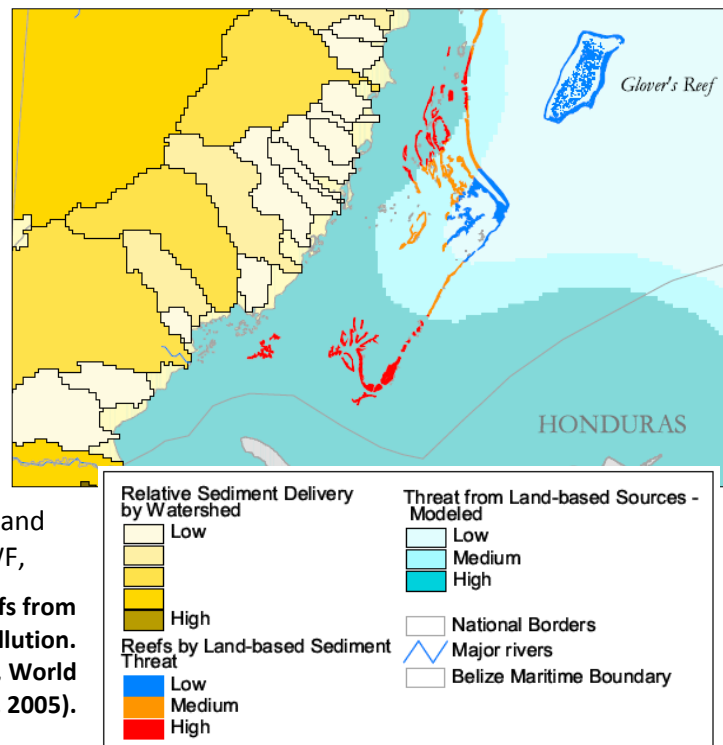 Glover's Reef
HONDURAS
and
VF,
fs from
llution.
World
2005).
Relative Sediment Delivery
by Watershed
Low
High
Reefs by Land-based Sediment
Threat
Low
Medium
High
Threat from Land-based Sources -
Modeled
Low
Medium
High
National Borders
Major rivers
Belize Maritime Boundary